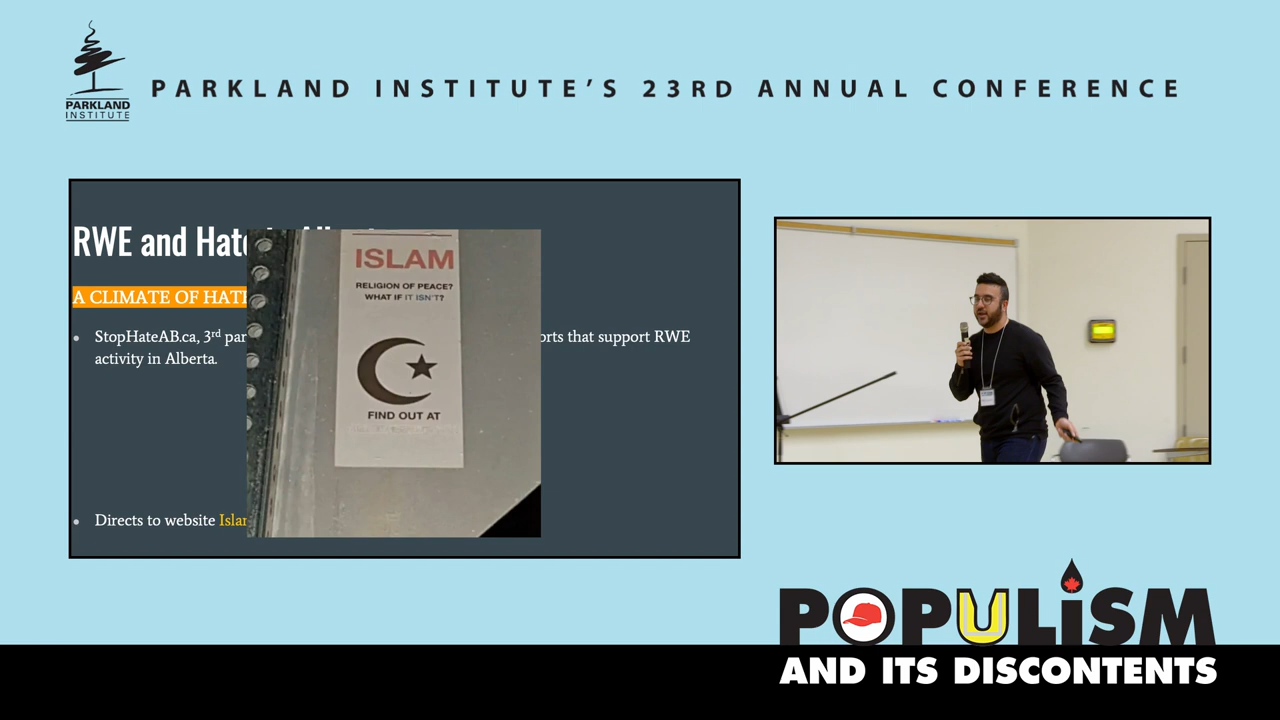 PARKLAND
INSTITUTE
PARKLAND INSTITUTE'S 23RD ANNUAL CONFERENCE
RWE and Hate
A CLIMATE OF HATE
• StopHateAB.ca, 3rd par
orts that support RWE
activity in Alberta.
• Directs to website Islam
ISLAM
RELIGION OF PEACE?
WHAT IF IT ISN'T?
FIND OUT AT
POPULISM
AND ITS DISCONTENTS